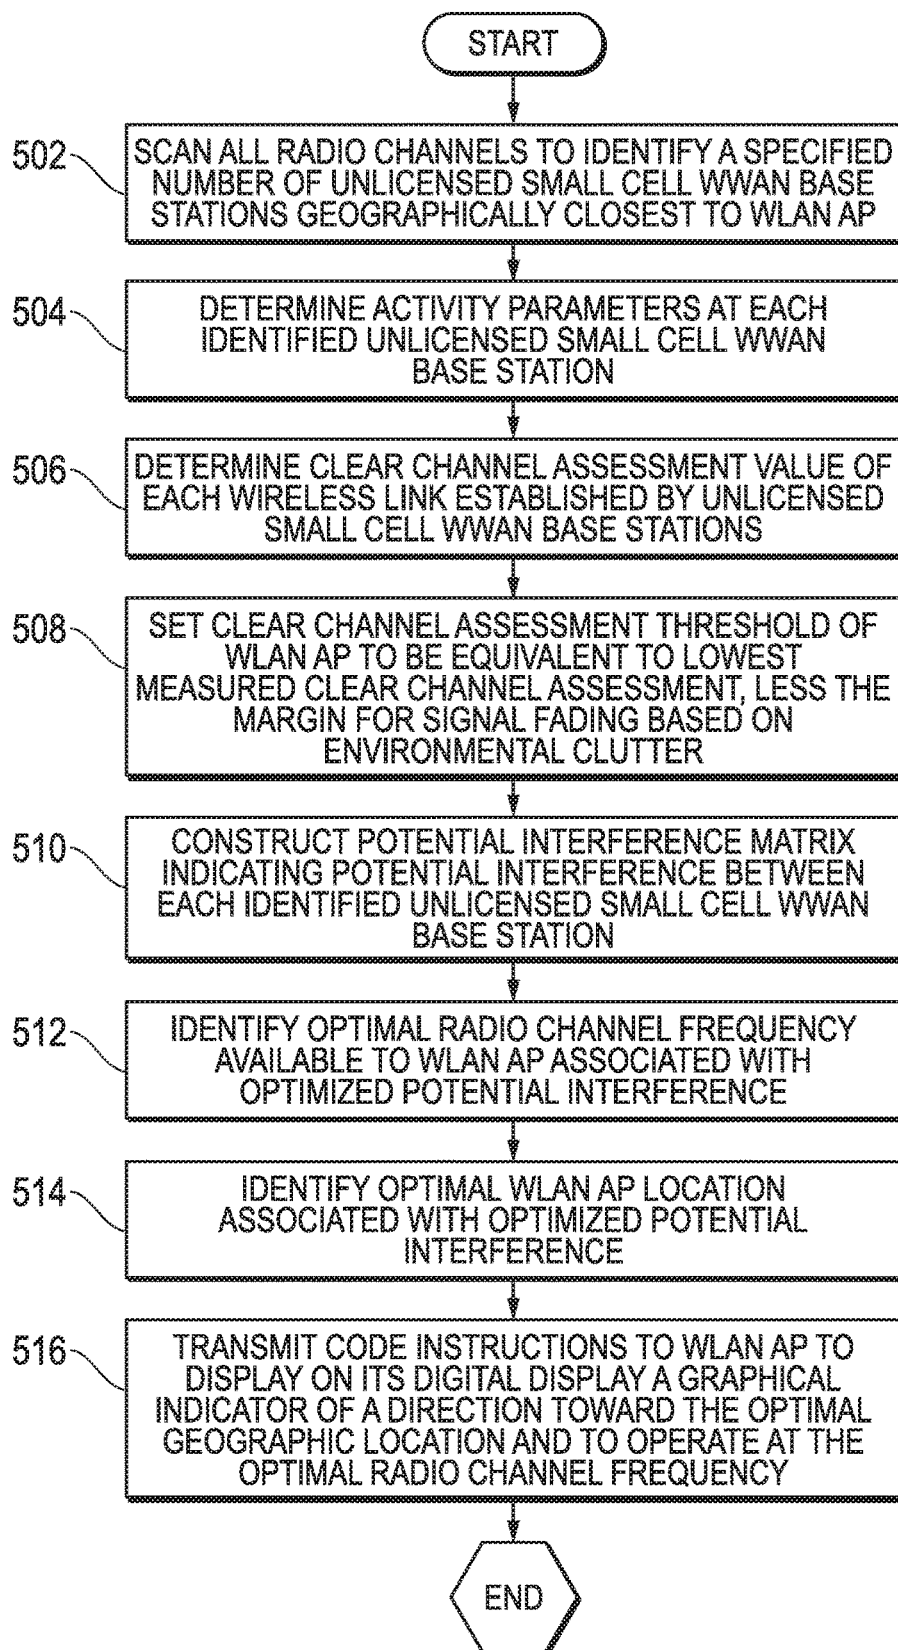 START
502
SCAN ALL RADIO CHANNELS TO IDENTIFY A SPECIFIED
NUMBER OF UNLICENSED SMALL CELL WWAN BASE
STATIONS GEOGRAPHICALLY CLOSEST TO WLAN AP
504
DETERMINE ACTIVITY PARAMETERS AT EACH
IDENTIFIED UNLICENSED SMALL CELL WWAN
BASE STATION
506
DETERMINE CLEAR CHANNEL ASSESSMENT VALUE OF
EACH WIRELESS LINK ESTABLISHED BY UNLICENSED
SMALL CELL WWAN BASE STATIONS
508
SET CLEAR CHANNEL ASSESSMENT THRESHOLD OF
WLAN AP TO BE EQUIVALENT TO LOWEST
MEASURED CLEAR CHANNEL ASSESSMENT, LESS THE
MARGIN FOR SIGNAL FADING BASED ON
ENVIRONMENTAL CLUTTER
510
CONSTRUCT POTENTIAL INTERFERENCE MATRIX
INDICATING POTENTIAL INTERFERENCE BETWEEN
EACH IDENTIFIED UNLICENSED SMALL CELL WWAN
BASE STATION
512
IDENTIFY OPTIMAL RADIO CHANNEL FREQUENCY
AVAILABLE TO WLAN AP ASSOCIATED WITH
OPTIMIZED POTENTIAL INTERFERENCE
514
IDENTIFY OPTIMAL WLAN AP LOCATION
ASSOCIATED WITH OPTIMIZED POTENTIAL
INTERFERENCE
516
TRANSMIT CODE INSTRUCTIONS TO WLAN AP TO
DISPLAY ON ITS DIGITAL DISPLAY A GRAPHICAL
INDICATOR OF A DIRECTION TOWARD THE OPTIMAL
GEOGRAPHIC LOCATION AND TO OPERATE AT THE
OPTIMAL RADIO CHANNEL FREQUENCY
END